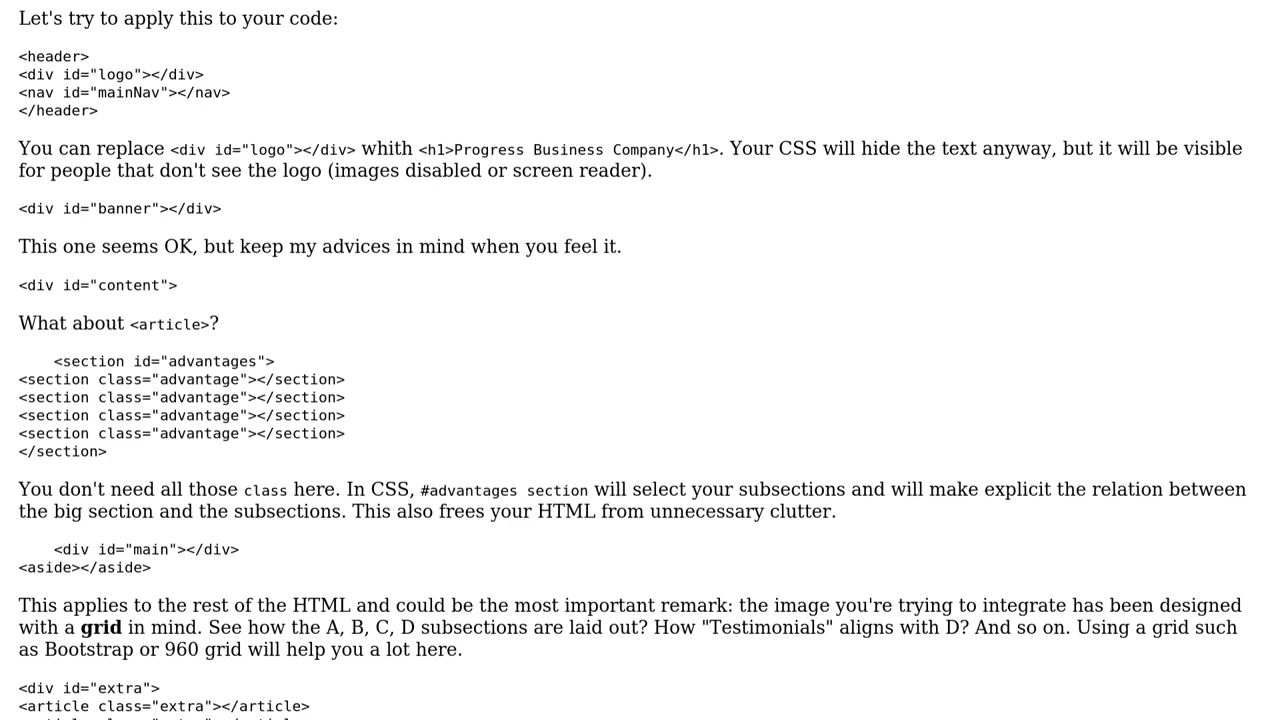 Let's try to apply this to your code:
<header>
<div id="logo"></div>
<nav id="mainNav"></nav>
</header>
You can replace <div id="logo"></div> whith <h1>Progress Business Company</h1>. Your CSS will hide the text anyway, but it will be visible
for people that don't see the logo (images disabled or screen reader).
<div id="banner"></div>
This one seems OK, but keep my advices in mind when you feel it.
<div id="content">
What about <article>?
    <section id="advantages">
<section class="advantage"></section>
<section class="advantage"></section>
<section class="advantage"></section>
<section class="advantage"></section>
</section>
You don't need all those class here. In CSS, #advantages section will select your subsections and will make explicit the relation between
the big section and the subsections. This also frees your HTML from unnecessary clutter.
    <div id="main"></div>
<aside></aside>
This applies to the rest of the HTML and could be the most important remark: the image you're trying to integrate has been designed
with a grid in mind. See how the A, B, C, D subsections are laid out? How "Testimonials" aligns with D? And so on. Using a grid such
as Bootstrap or 960 grid will help you a lot here.
<div id="extra">
<article class="extra"></article>